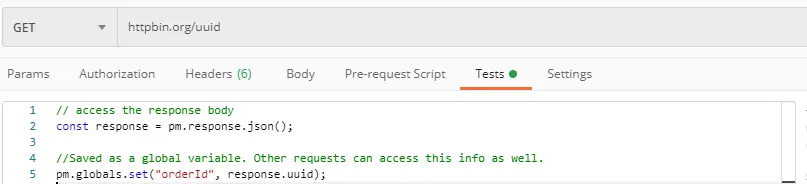 GET httpbin.org/uuid
Params Authorization Headers (6) Body Pre-request Script Tests Settings
1 // access the response body
2 const response = pm.response.json();
3
4 //Saved as a global variable. Other requests can access this info as well.
5 pm.globals.set("orderId", response.uuid);